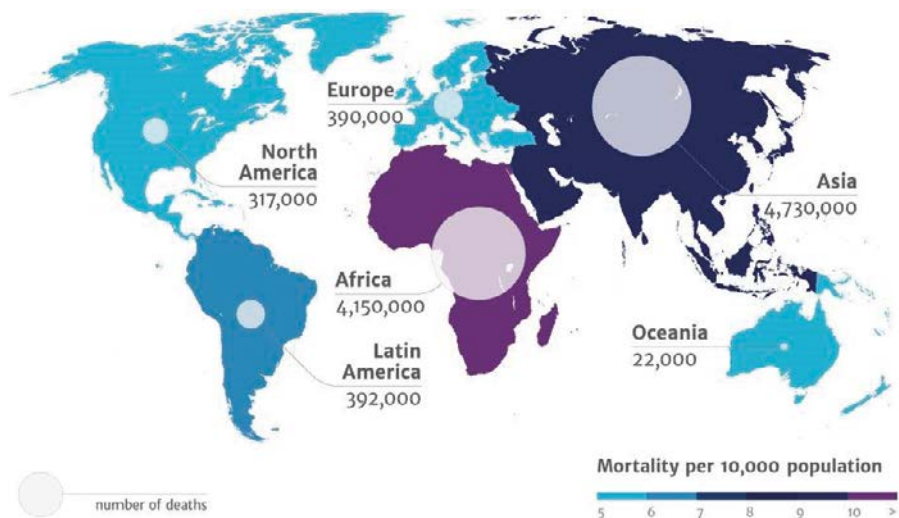 Europe
390,000
North
America
317,000
Asia
4,730,000
Africa
4,150,000
Oceania
22,000
Latin
America
392,000
Mortality per 10,000 population
number of deaths
5 6 7 8 9 10 >